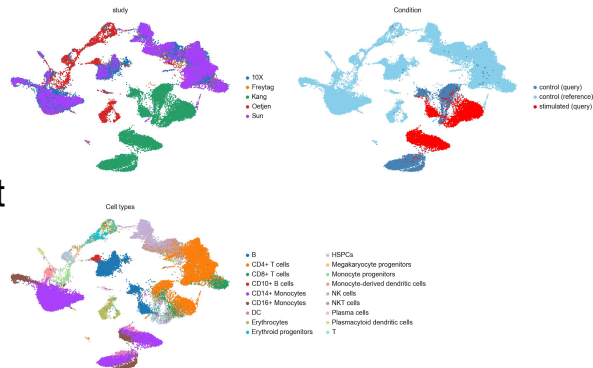 study
10X
Freytag
Kang
Oetjen
Sun
Condition
control (query)
control (reference)
stimulated (query)
t
Cell types
B
CD4+ T cells
CD8+ T cells
CD10+ B cells
CD14+ Monocytes
CD16+ Monocytes
DC
Erythrocytes
Erythroid progenitors
HSPCs
Megakaryocyte progenitors
Monocyte progenitors
Monocyte-derived dendritic cells
NK cells
NKT cells
Plasma cells
Plasmacytoid dendritic cells
T